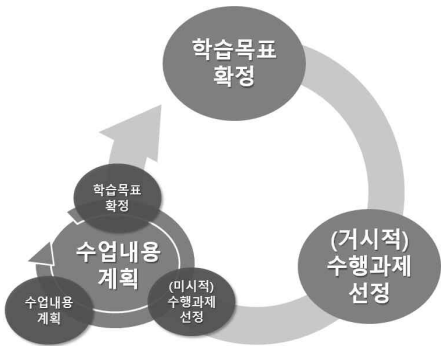 학습목표
확정
(거시적)
수행과제
선정
수업내용
계획
학습목표
확정
(미시적)
수행과제
선정
수업내용
계획